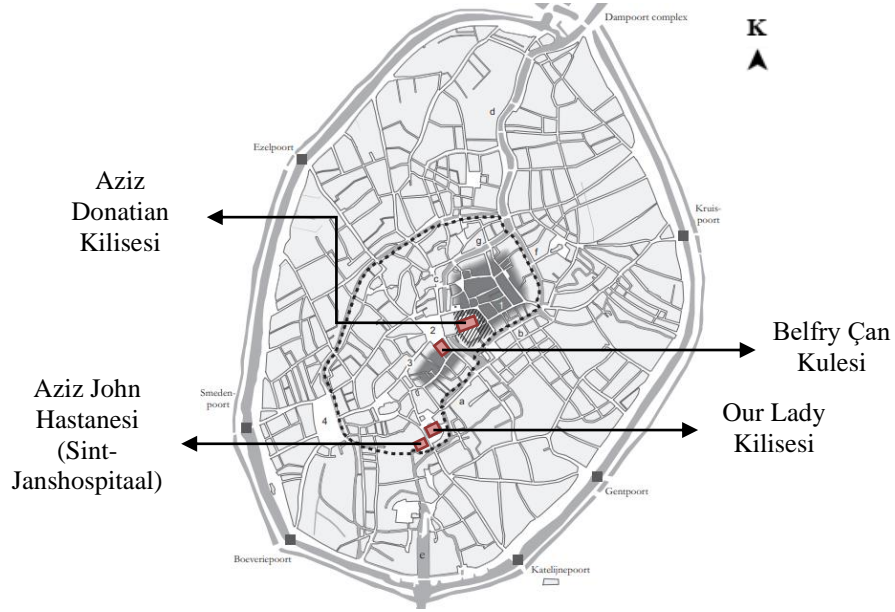 Dampoort complex
K
d
Ezelpoort
Aziz
Donatian
Kilisesi
Kruis-
poort
g
f
c
1
2
b
3
Belfry Çan
Kulesi
Aziz John
Hastanesi
(Sint-
Janshospitaal)
Smeden-
poort
a
4
Our Lady
Kilisesi
Gentpoort
Boeveriepoort
e
Katelijnepoort